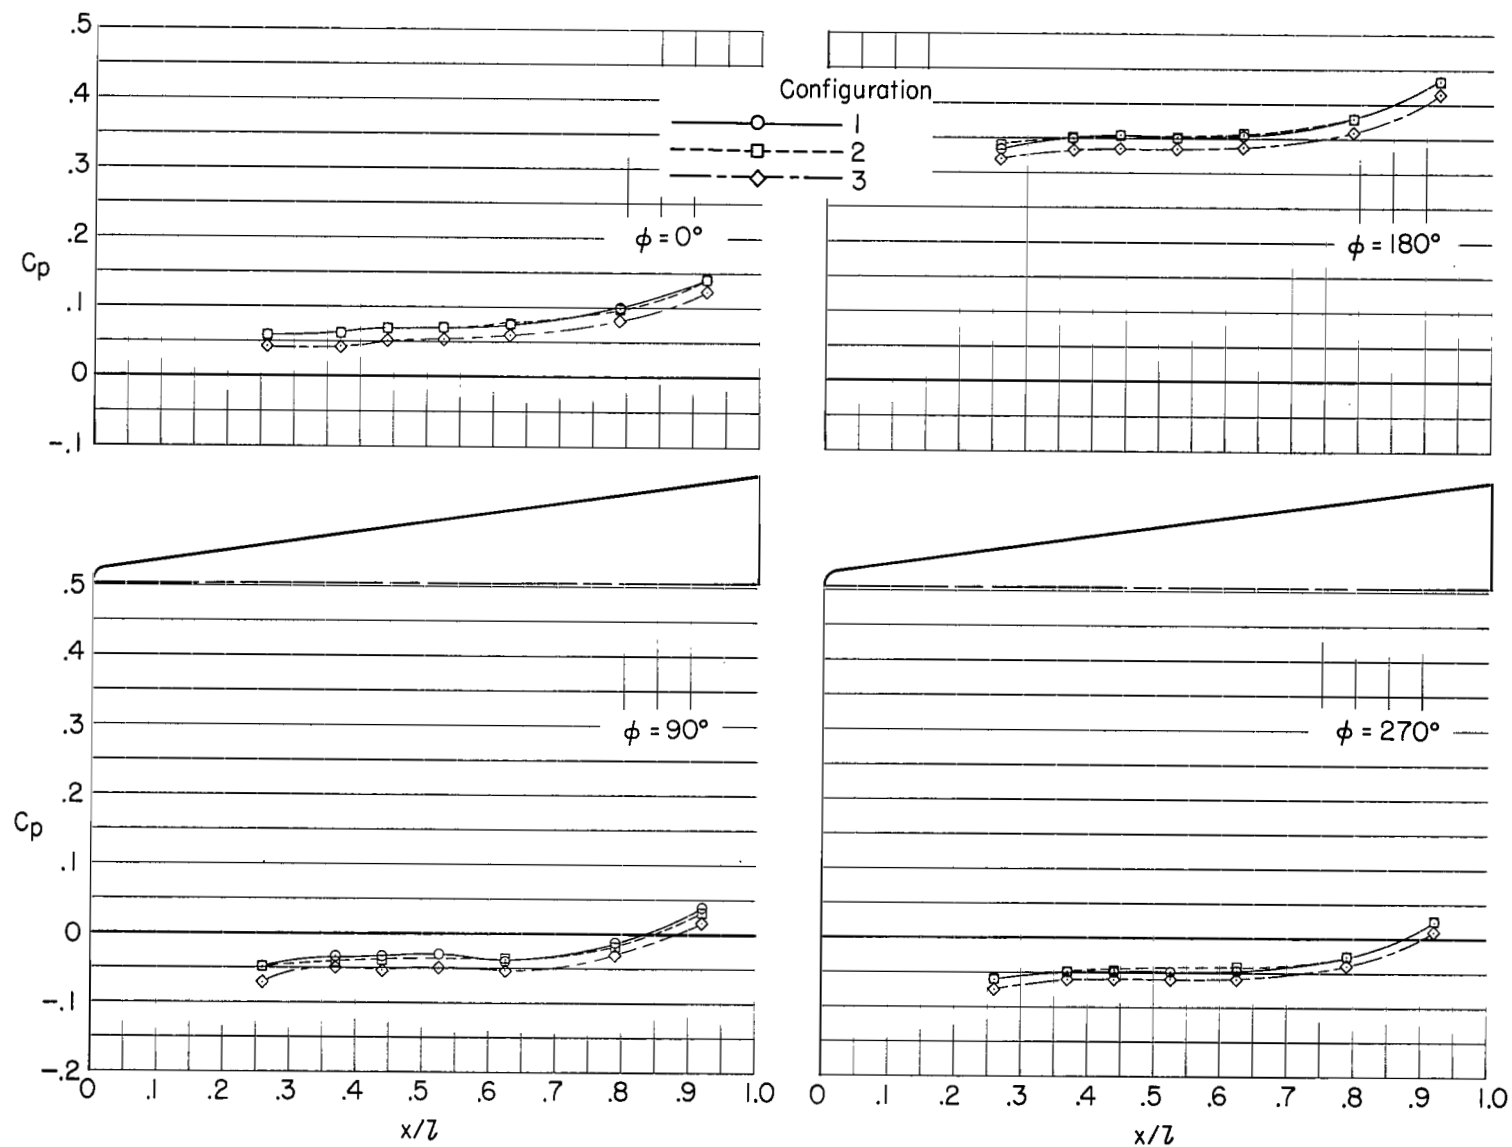 .5
.4
.3
.2
.1
0
-.1
Cp
Configuration
1
2
3
ϕ = 0°
ϕ = 180°
.5
.4
.3
.2
.1
0
-.1
-.2
Cp
ϕ = 90°
ϕ = 270°
0 .1 .2 .3 .4 .5 .6 .7 .8 .9 1.0
x/l
0 .1 .2 .3 .4 .5 .6 .7 .8 .9 1.0
x/l